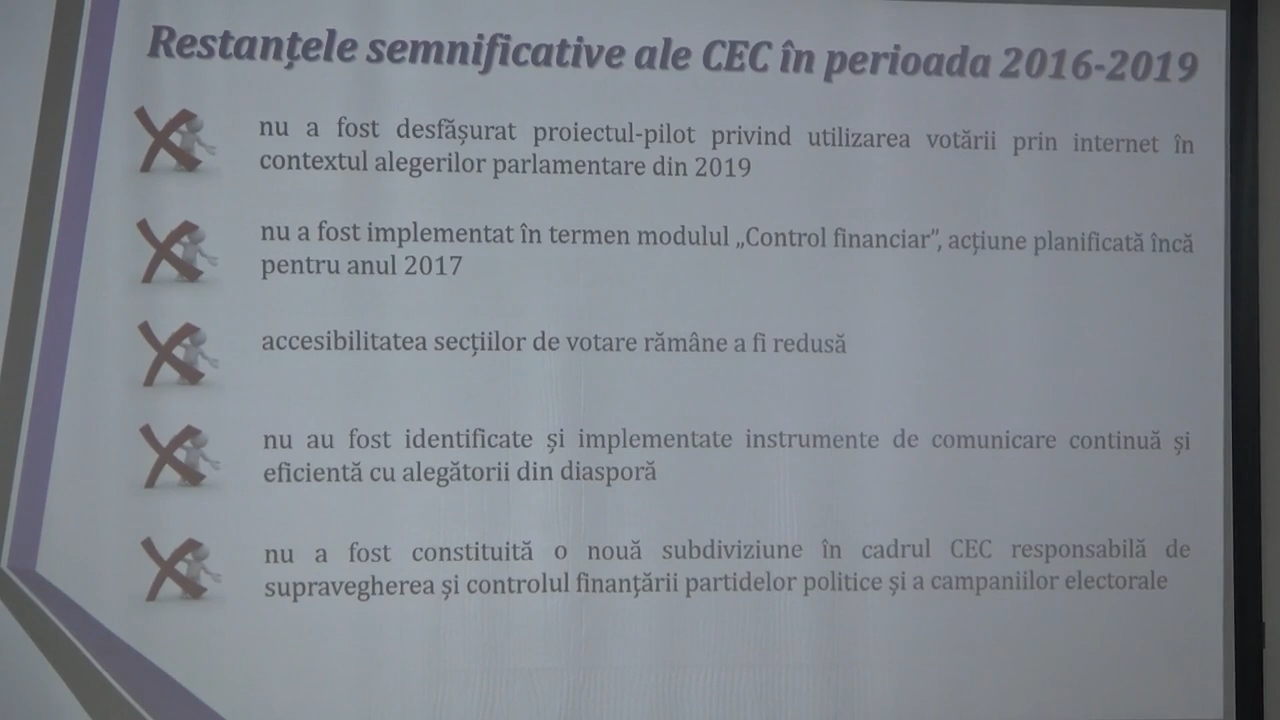 Restanțele semnificative ale CEC în perioada 2016-2019
nu a fost desfășurat proiectul-pilot privind utilizarea votării prin internet în
contextul alegerilor parlamentare din 2019
nu a fost implementat în termen modulul „Control financiar”, acțiune planificată încă
pentru anul 2017
accesibilitatea secțiilor de votare rămâne a fi redusă
nu au fost identificate și implementate instrumente de comunicare continuă și
eficientă cu alegătorii din diasporă
nu a fost constituită o nouă subdiviziune în cadrul CEC responsabilă de
supravegherea și controlul finanțării partidelor politice și a campaniilor electorale